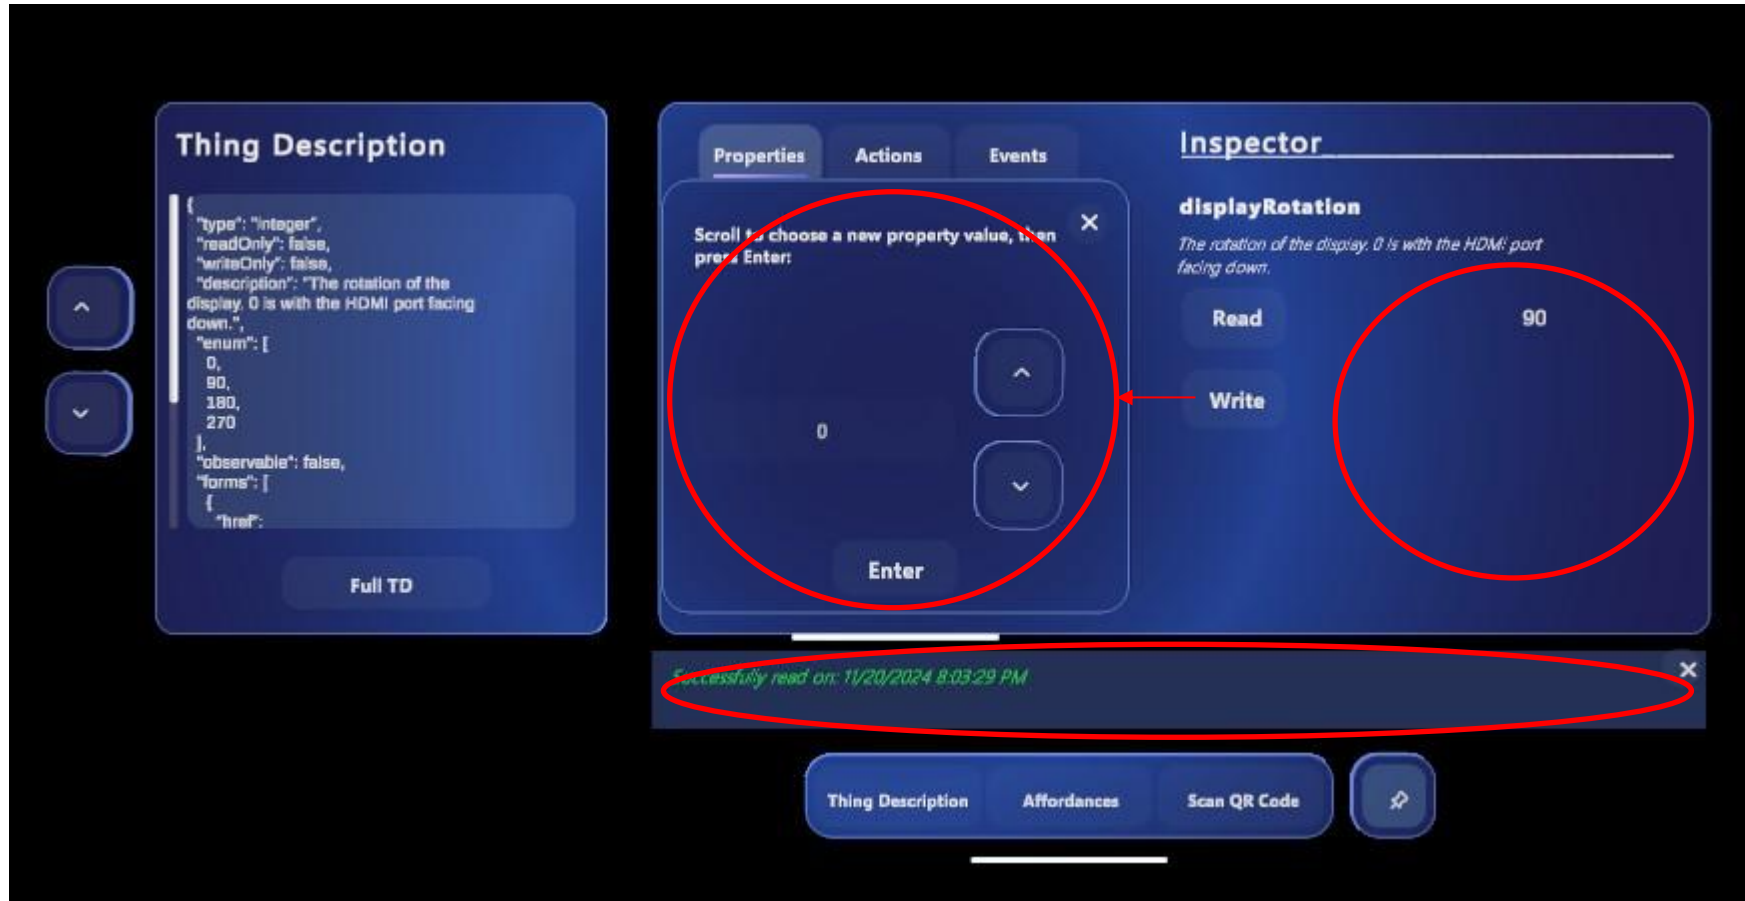 Thing Description
{
"type": "integer",
"readOnly": false,
"writeOnly": false,
"description": "The rotation of the
display. 0 is with the HDMI port facing
down.",
"enum": [
0,
90,
180,
270
],
"observable": false,
"forms": [
{
"href":
Full TD
Properties
Actions
Events
Scroll to choose a new property value, then
press Enter:
0
Enter
Inspector
displayRotation
The rotation of the display. 0 is with the HDMI port
facing down.
Read
90
Write
Successfully read on: 11/20/2024 8:03:29 PM
Thing Description
Affordances
Scan QR Code